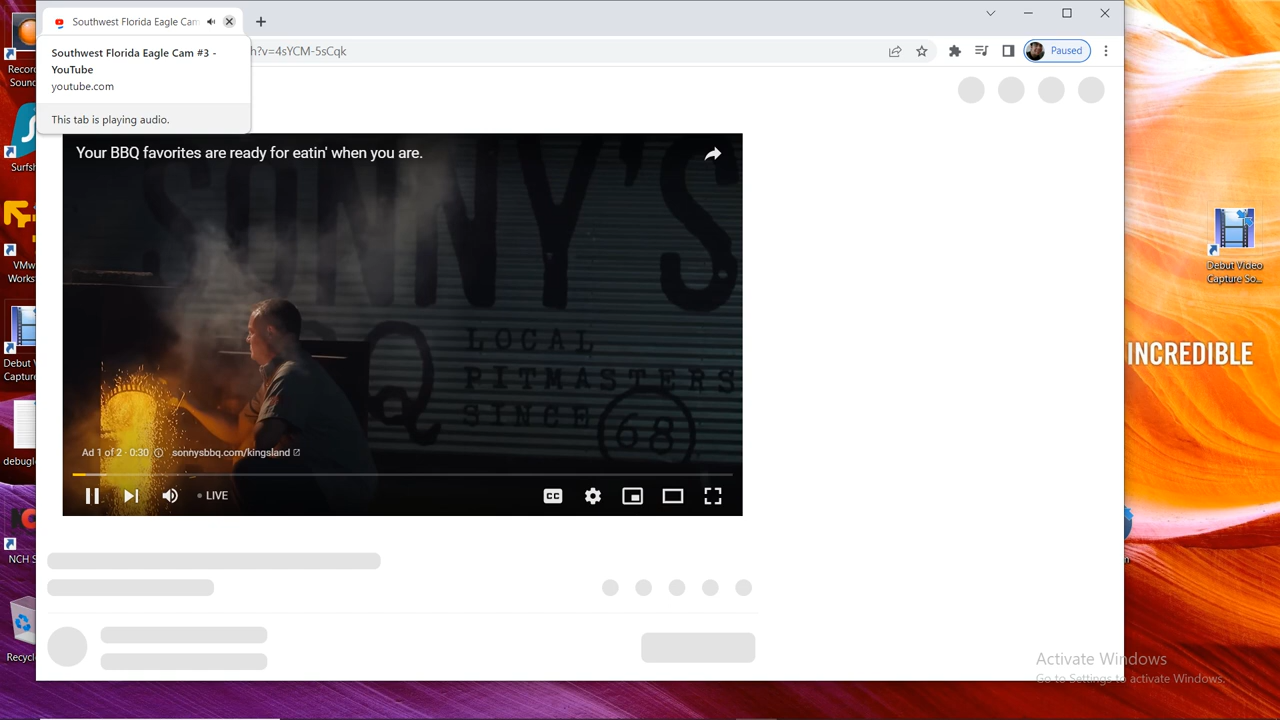 Southwest Florida Eagle Cam
h?v=4sYCM-5sCqk
Paused
Southwest Florida Eagle Cam #3 -
YouTube
youtube.com
This tab is playing audio.
Your BBQ favorites are ready for eatin' when you are.
SONNY'S
BBQ
LOCAL
PITMASTERS
SINCE 68
Ad 1 of 2 · 0:30
sonnysbbq.com/kingsland
LIVE
CC
Recor
Soun
Surfsh
VMw
Works
Debut V
Captur
debugl
NCH S
Recycl
Debut Video
Capture So...
INCREDIBLE
Activate Windows
Go to Settings to activate Windows.